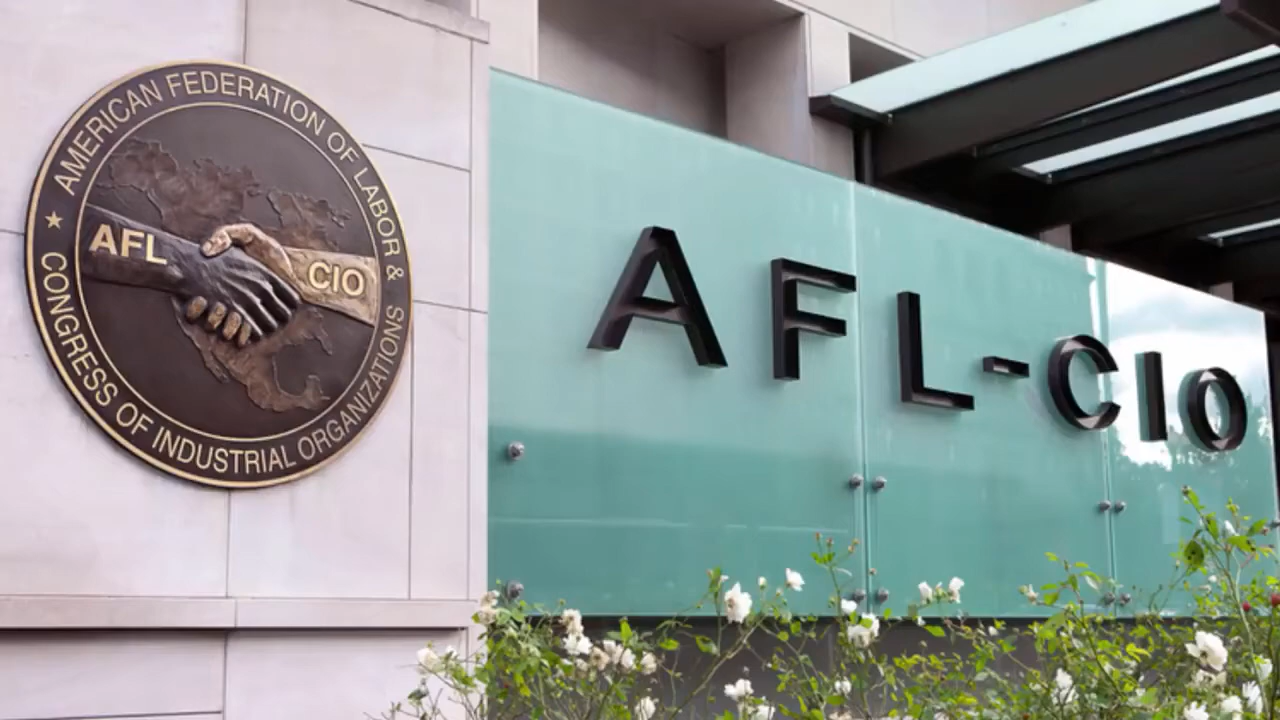 AMERICAN FEDERATION OF LABOR &
CONGRESS OF INDUSTRIAL ORGANIZATIONS
AFL
CIO
AFL-CIO